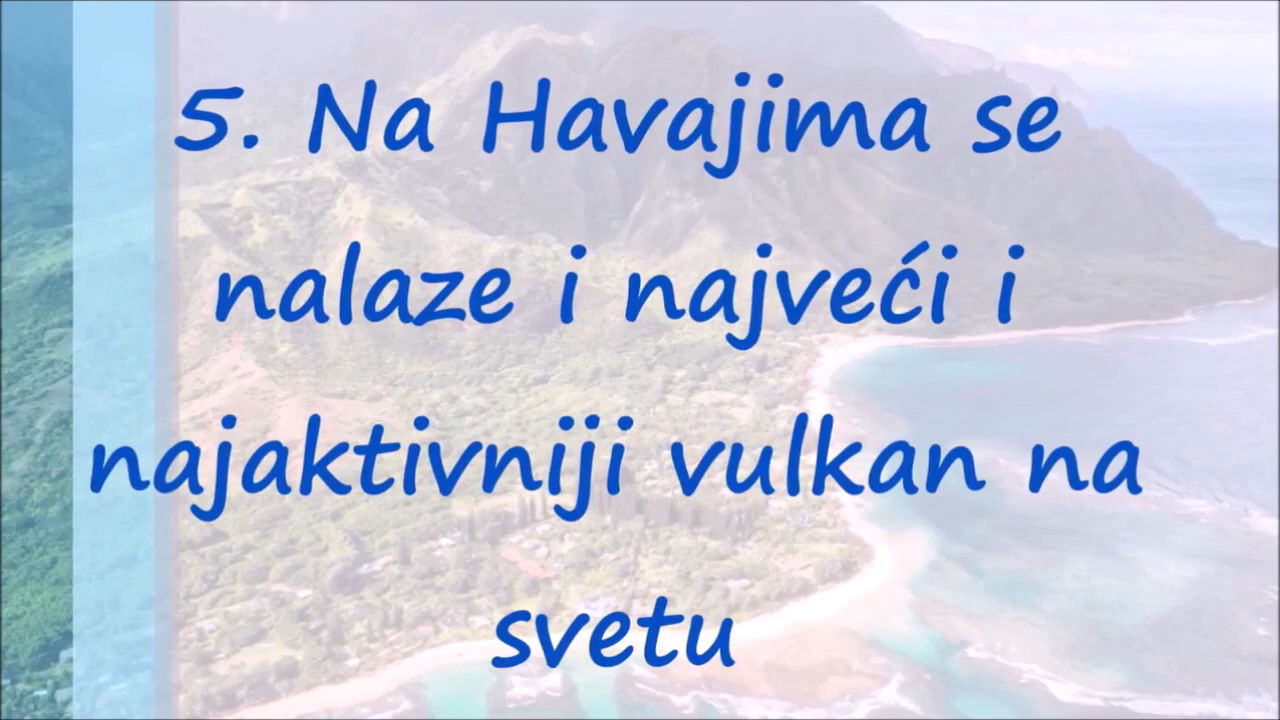 5. Na Havajima se
nalaze i najveći i
najaktivniji vulkan na
svetu